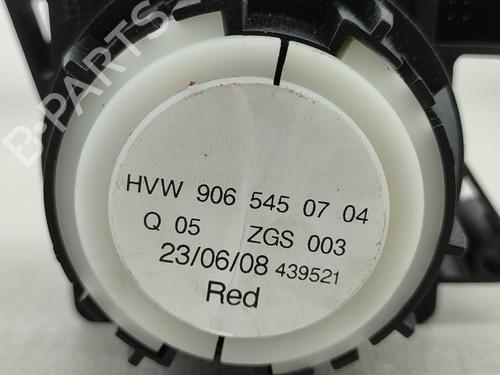 B-PARTS
HVW 906 545 07 04
Q 05 ZGS 003
23/06/08 439521
Red